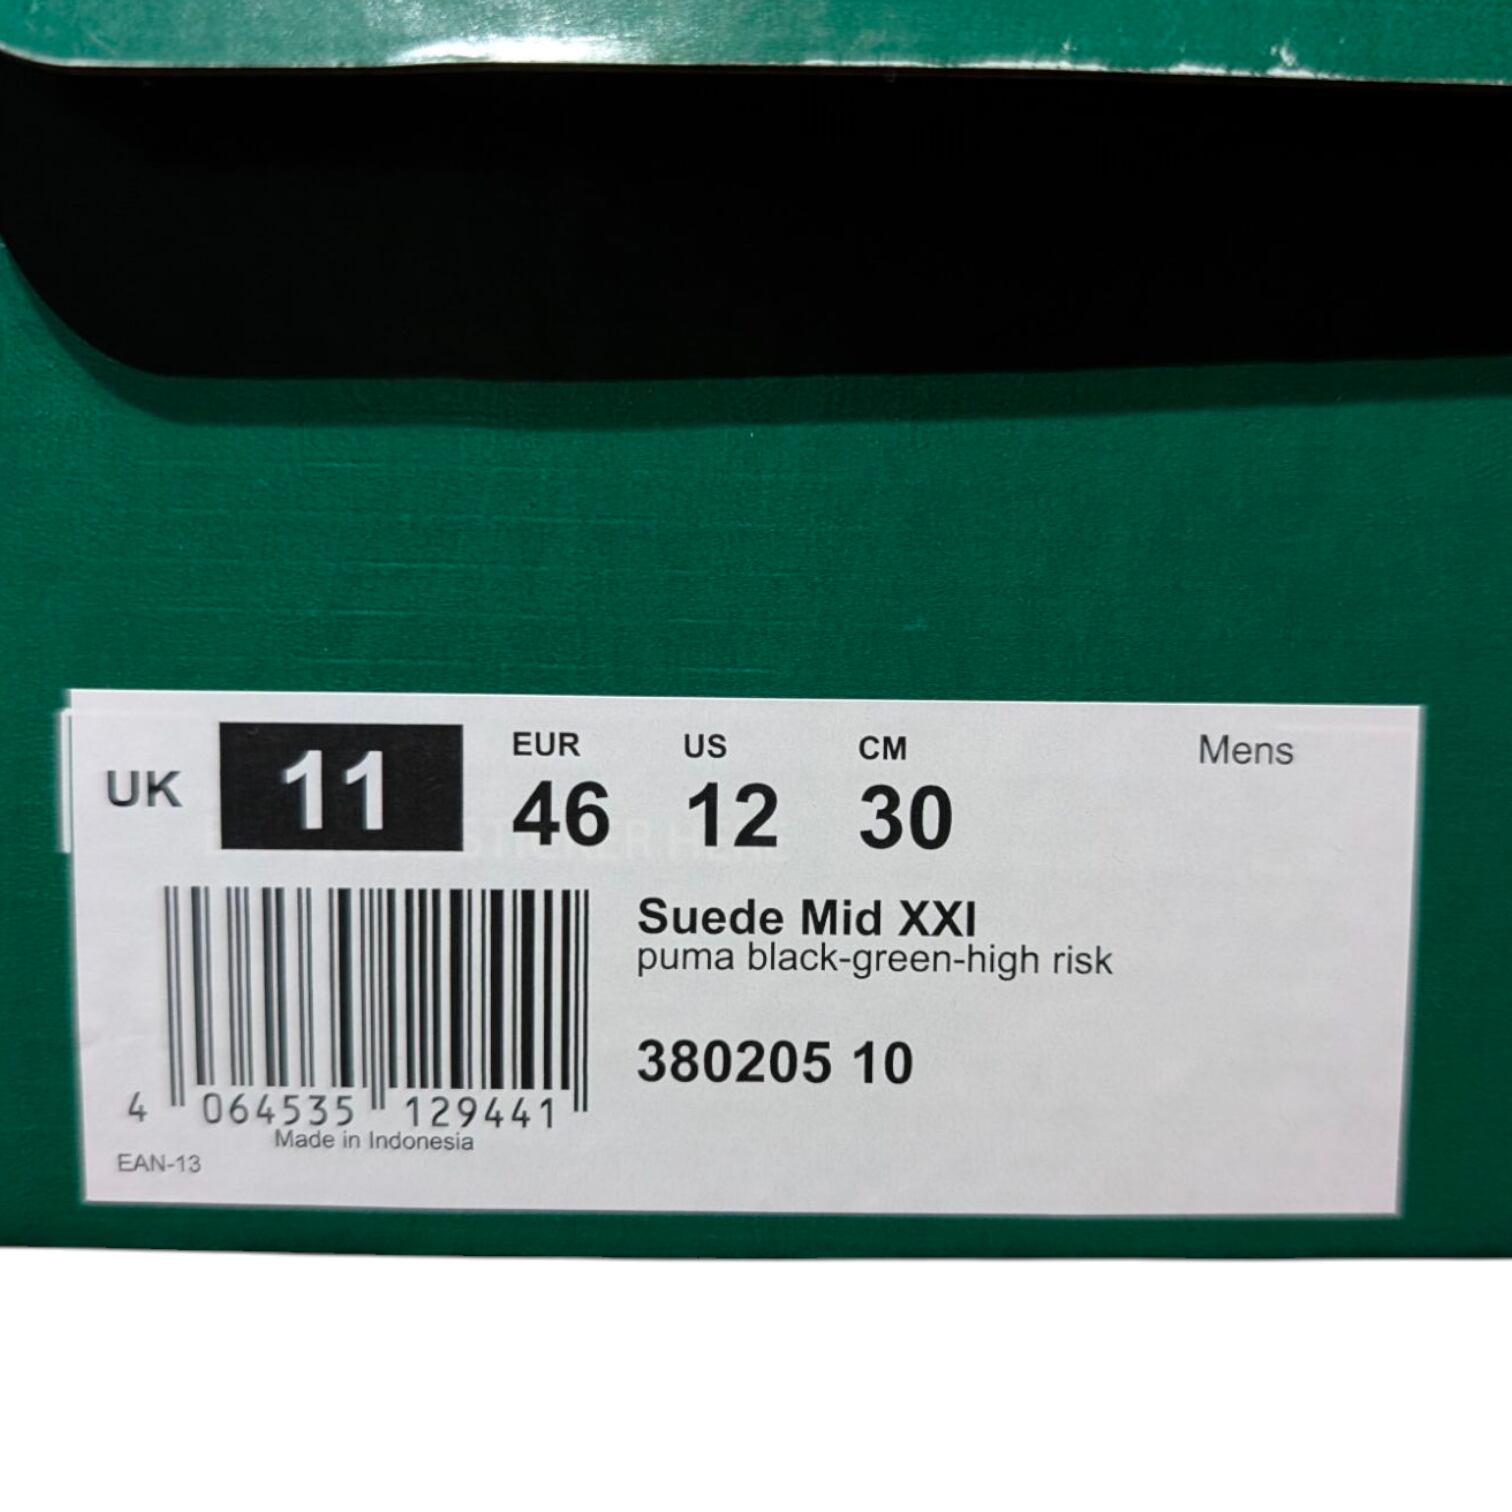 UK 11
EUR 46
US 12
CM 30
Mens
Suede Mid XXI
puma black-green-high risk
380205 10
4 064535 129441
Made in Indonesia
EAN-13